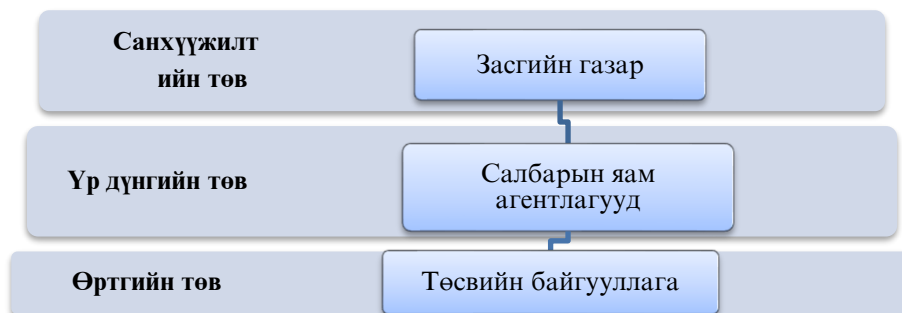 Санхүүжилт
ийн төв
Засгийн газар
Үр дүнгийн төв
Салбарын яам
агентлагууд
Өртгийн төв
Төсвийн байгууллага